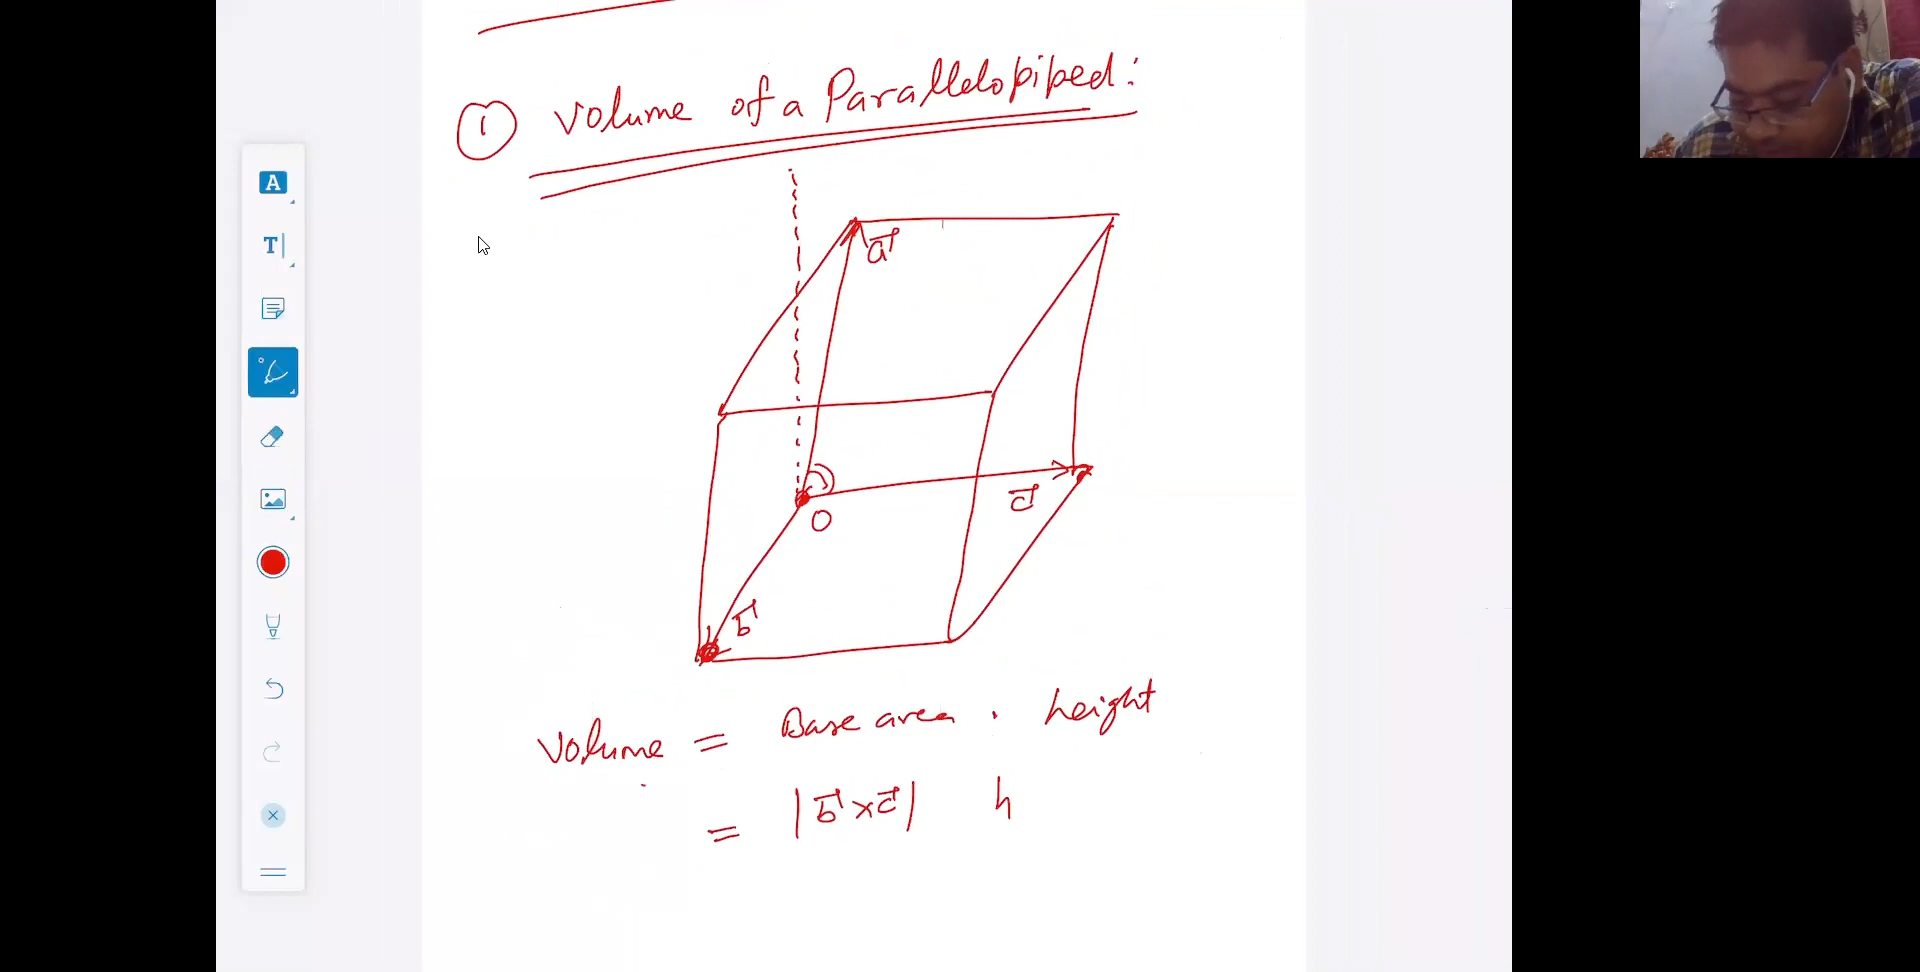 ① Volume of a Parallelopiped:
a⃗
c⃗
O
b⃗
Volume = Base area . height
= |b⃗ × c⃗| h
A
T